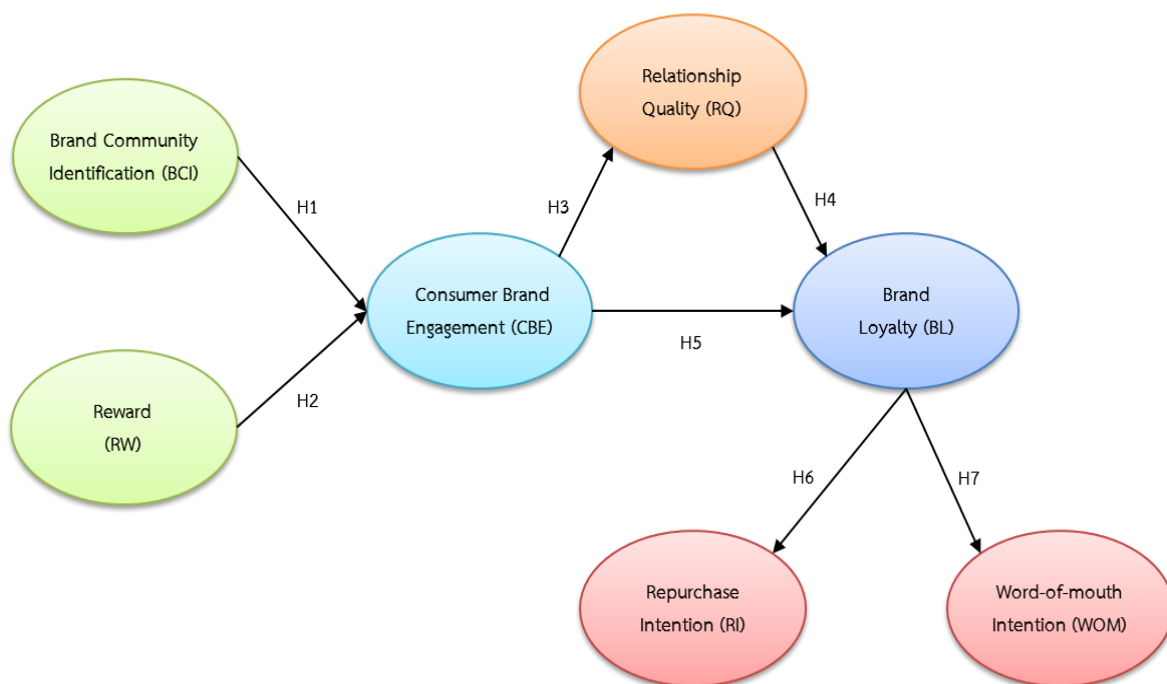 Relationship
Quality (RQ)
Brand Community
Identification (BCI)
H1
H3
H4
Consumer Brand
Engagement (CBE)
Brand
Loyalty (BL)
H5
H2
Reward
(RW)
H6
H7
Repurchase
Intention (RI)
Word-of-mouth
Intention (WOM)